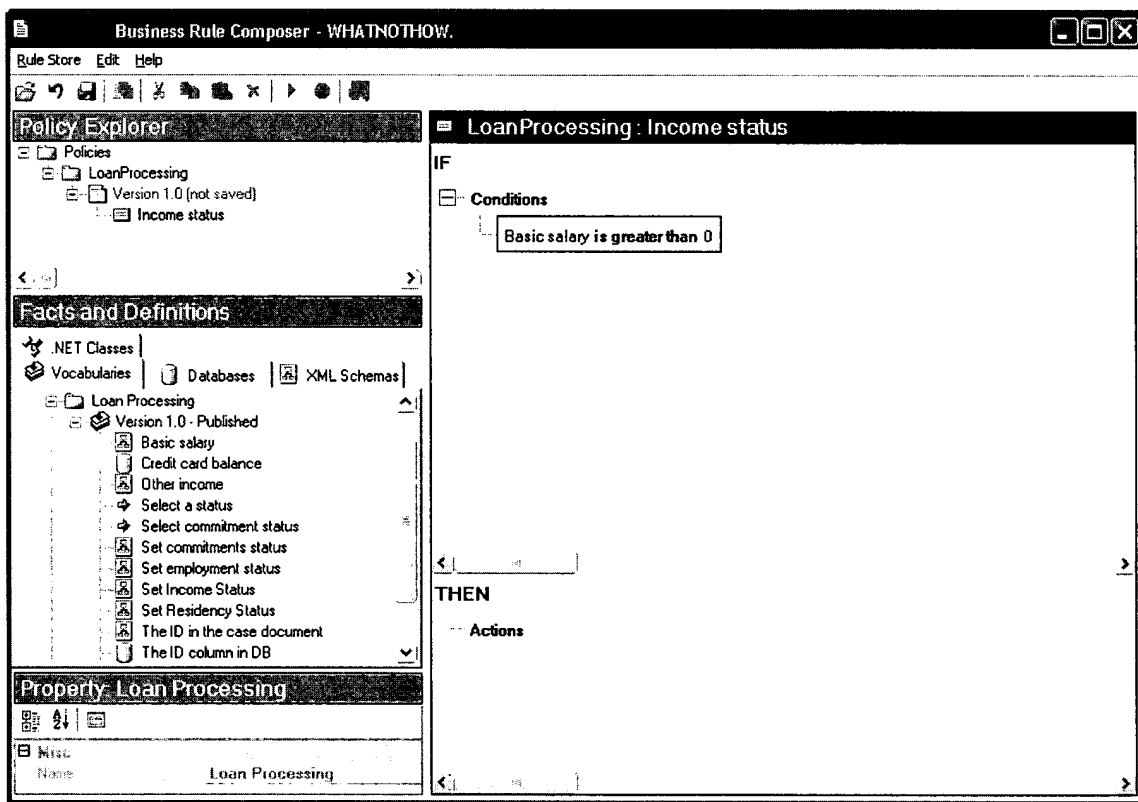 Business Rule Composer - WHATNOTHOW.
Rule Store Edit Help
Policy Explorer
Policies
LoanProcessing
Version 1.0 (not saved)
Income status
Facts and Definitions
.NET Classes
Vocabularies Databases XML Schemas
Loan Processing
Version 1.0 - Published
Basic salary
Credit card balance
Other income
Select a status
Select commitment status
Set commitments status
Set employment status
Set Income Status
Set Residency Status
The ID in the case document
The ID column in DB
Property: Loan Processing
Misc
Name Loan Processing
LoanProcessing : Income status
IF
Conditions
Basic salary is greater than 0
THEN
Actions